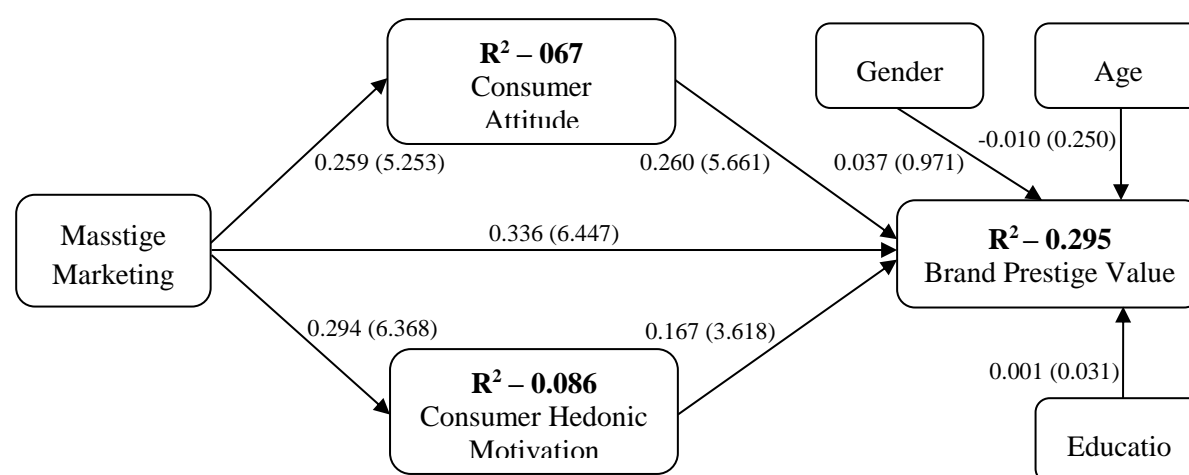 R² – 067
Consumer
Attitude
Gender
Age
0.259 (5.253)
0.260 (5.661)
0.037 (0.971)
-0.010 (0.250)
Masstige
Marketing
0.336 (6.447)
R² – 0.295
Brand Prestige Value
0.294 (6.368)
0.167 (3.618)
0.001 (0.031)
R² – 0.086
Consumer Hedonic
Motivation
Educatio